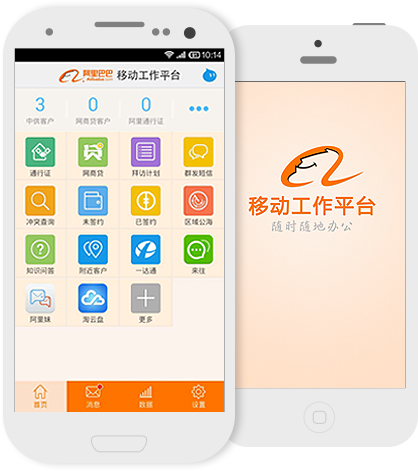 10:14
阿里巴巴 移动工作平台
Alibaba.com
3 0 0
中供客户 网商贷客户 阿里通行客户
通行证 网商贷 拜访计划 群发短信
冲突查询 未签约 已签约 区域公海
知识问答 附近客户 一达通 来往
阿里妹 淘云盘 更多
首页 消息 数据 设置
移动工作平台
随时随地办公